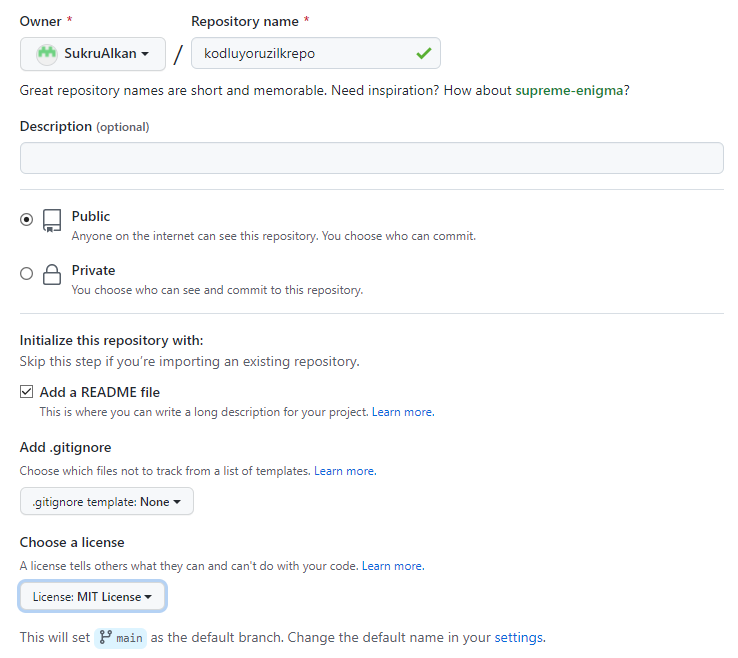 Owner * Repository name *
SukruAlkan / kodluyoruzilkrepo
Great repository names are short and memorable. Need inspiration? How about supreme-enigma?
Description (optional)
Public
Anyone on the internet can see this repository. You choose who can commit.
Private
You choose who can see and commit to this repository.
Initialize this repository with:
Skip this step if you're importing an existing repository.
Add a README file
This is where you can write a long description for your project. Learn more.
Add .gitignore
Choose which files not to track from a list of templates. Learn more.
.gitignore template: None
Choose a license
A license tells others what they can and can't do with your code. Learn more.
License: MIT License
This will set main as the default branch. Change the default name in your settings.